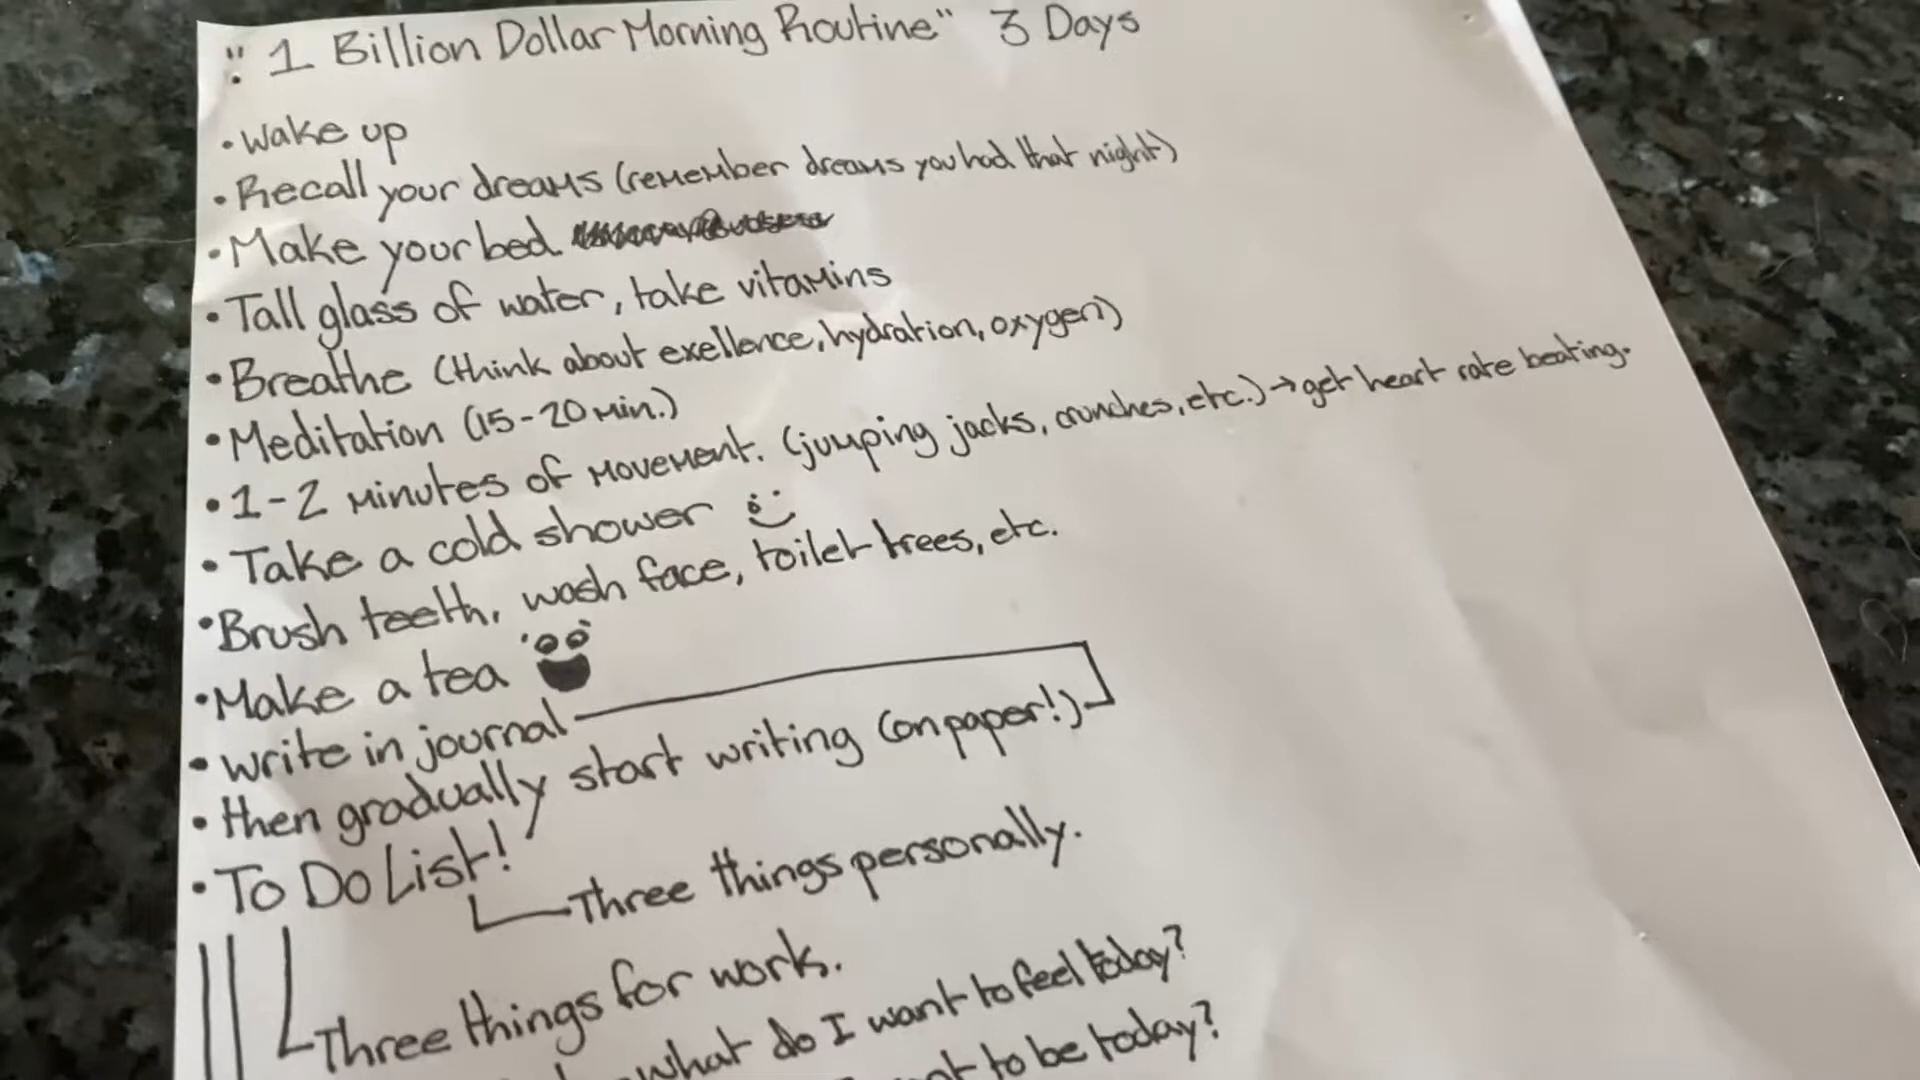 "1 Billion Dollar Morning Routine" 3 Days
• Wake up
• Recall your dreams (remember dreams you had that night)
• Make your bed
• Tall glass of water, take vitamins
• Breathe (think about exellence, hydration, oxygen)
• Meditation (15-20 min.)
• 1-2 minutes of movement. (jumping jacks, crunches, etc.) → get heart rate beating.
• Take a cold shower
• Brush teeth, wash face, toilet trees, etc.
• Make a tea
• write in journal
• then gradually start writing (on paper!)
• To Do List!
Three things personally.
Three things for work.
what do I want to feel today?
to be today?